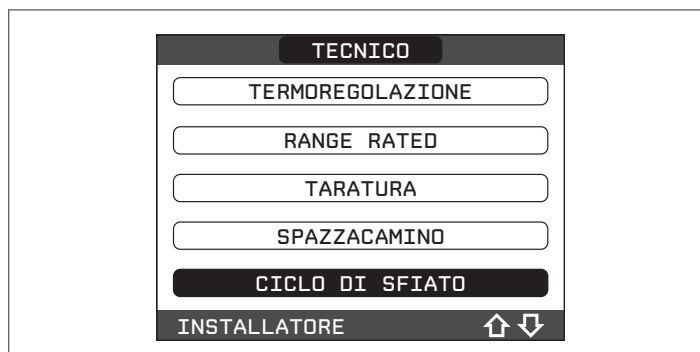 TECNICO
TERMOREGOLAZIONE
RANGE RATED
TARATURA
SPAZZACAMINO
CICLO DI SFIATO
INSTALLATORE